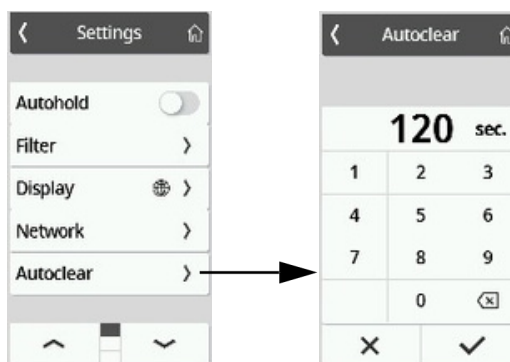 Settings
Autohold
Filter
Display
Network
Autoclear
Autoclear
120 sec.
1 2 3
4 5 6
7 8 9
0